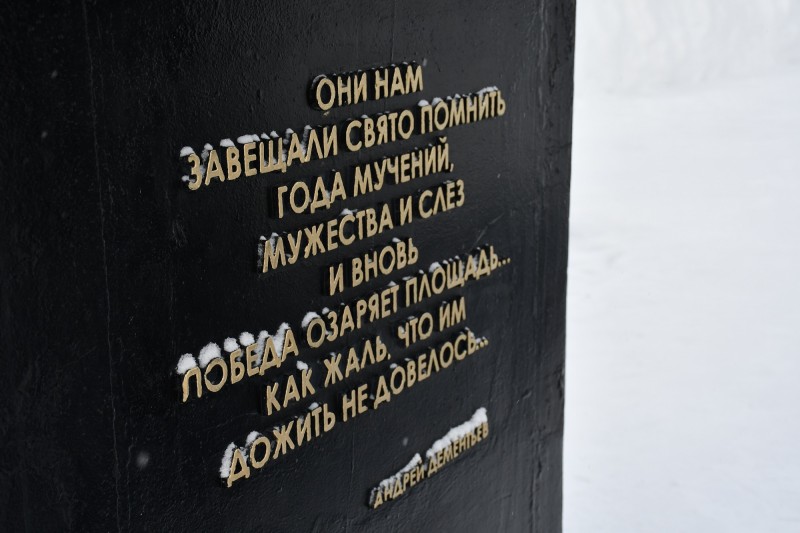 ОНИ НАМ
ЗАВЕЩАЛИ СВЯТО ПОМНИТЬ
ГОДА МУЧЕНИЙ,
МУЖЕСТВА И СЛЕЗ
И ВНОВЬ
ПОБЕДА ОЗАРЯЕТ ПЛОЩАДЬ...
КАК ЖАЛЬ, ЧТО ИМ
ДОЖИТЬ НЕ ДОВЕЛОСЬ...
АНДРЕЙ ДЕМЕНТЬЕВ